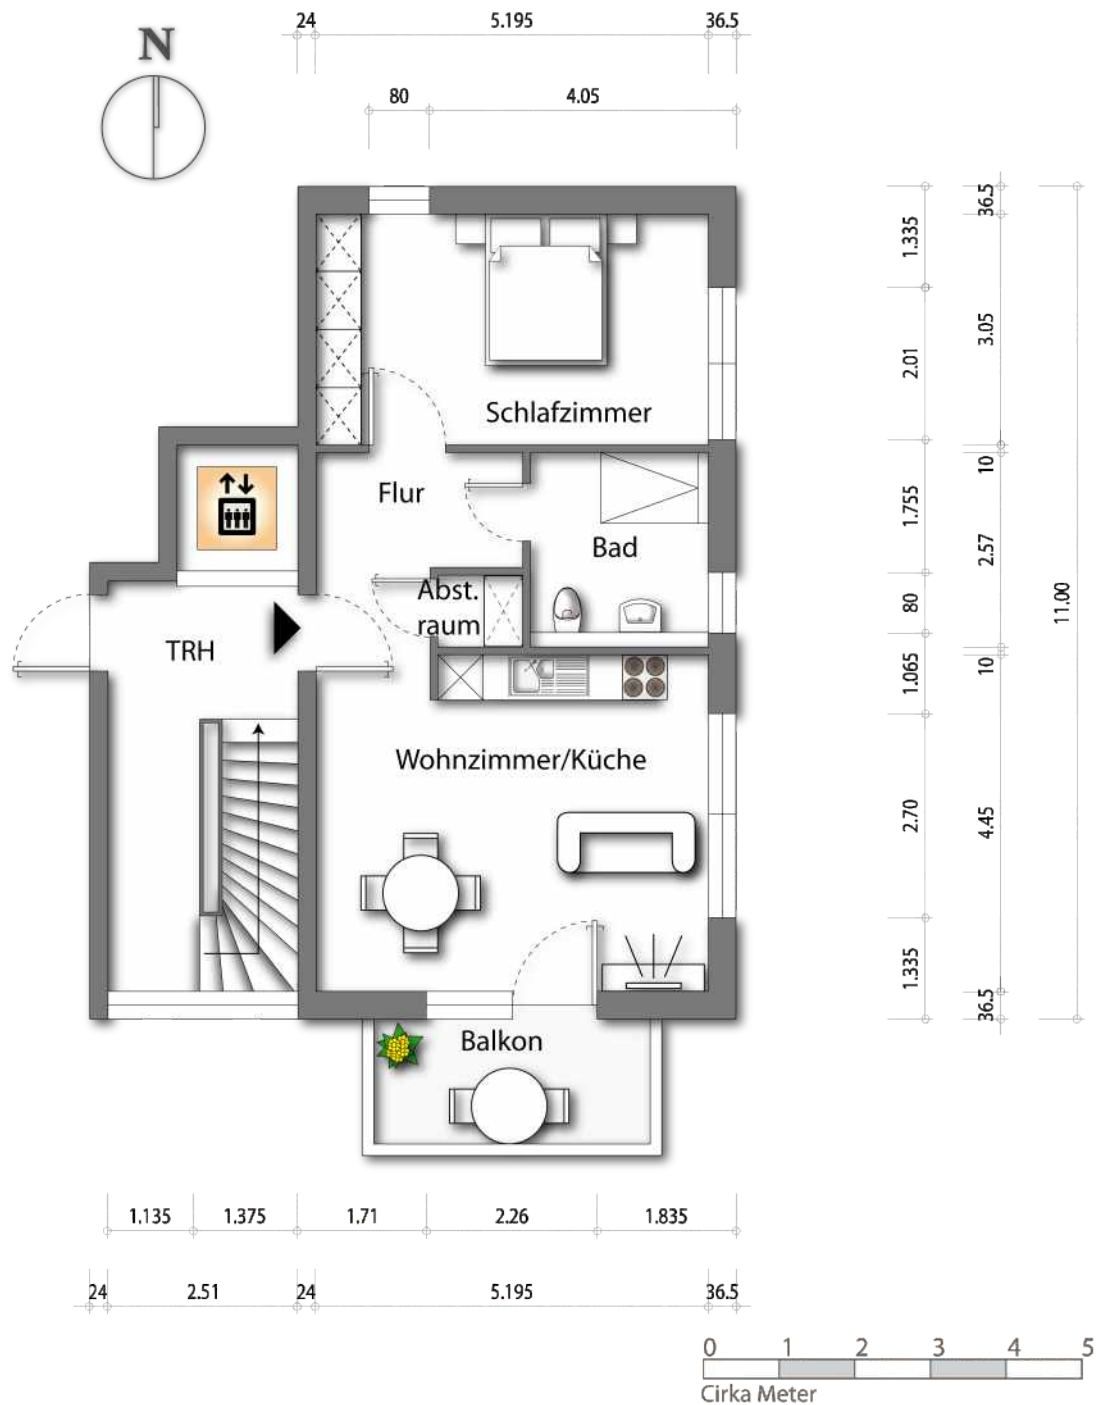 24 5.195 36.5
N
80 4.05
36.5
1.335
3.05
2.01
Schlafzimmer
10
Flur
1.755
Bad
2.57
Abst.
raum
80
11.00
TRH
1.065
10
Wohnzimmer/Küche
2.70
4.45
1.335
36.5
Balkon
1.135 1.375 1.71 2.26 1.835
24 2.51 24 5.195 36.5
0 1 2 3 4 5
Cirka Meter